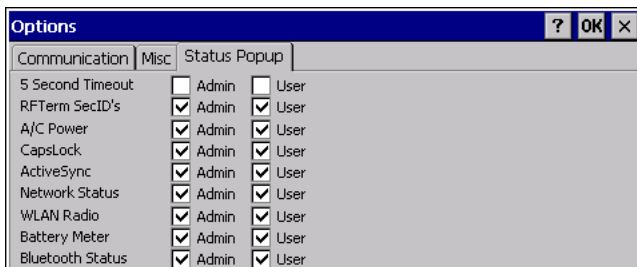 Options ? OK ×
Communication Misc Status Popup
5 Second Timeout Admin User
RFTerm SecID's Admin User
A/C Power Admin User
CapsLock Admin User
ActiveSync Admin User
Network Status Admin User
WLAN Radio Admin User
Battery Meter Admin User
Bluetooth Status Admin User